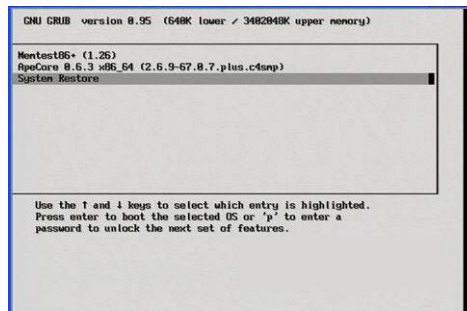 GNU GRUB version 0.95 (640K lower / 3402048K upper memory)
Memtest86+ (1.26)
ApeCore 0.6.3 x86_64 (2.6.9-67.0.7.plus.c4smp)
System Restore
Use the ↑ and ↓ keys to select which entry is highlighted.
Press enter to boot the selected OS or 'p' to enter a
password to unlock the next set of features.